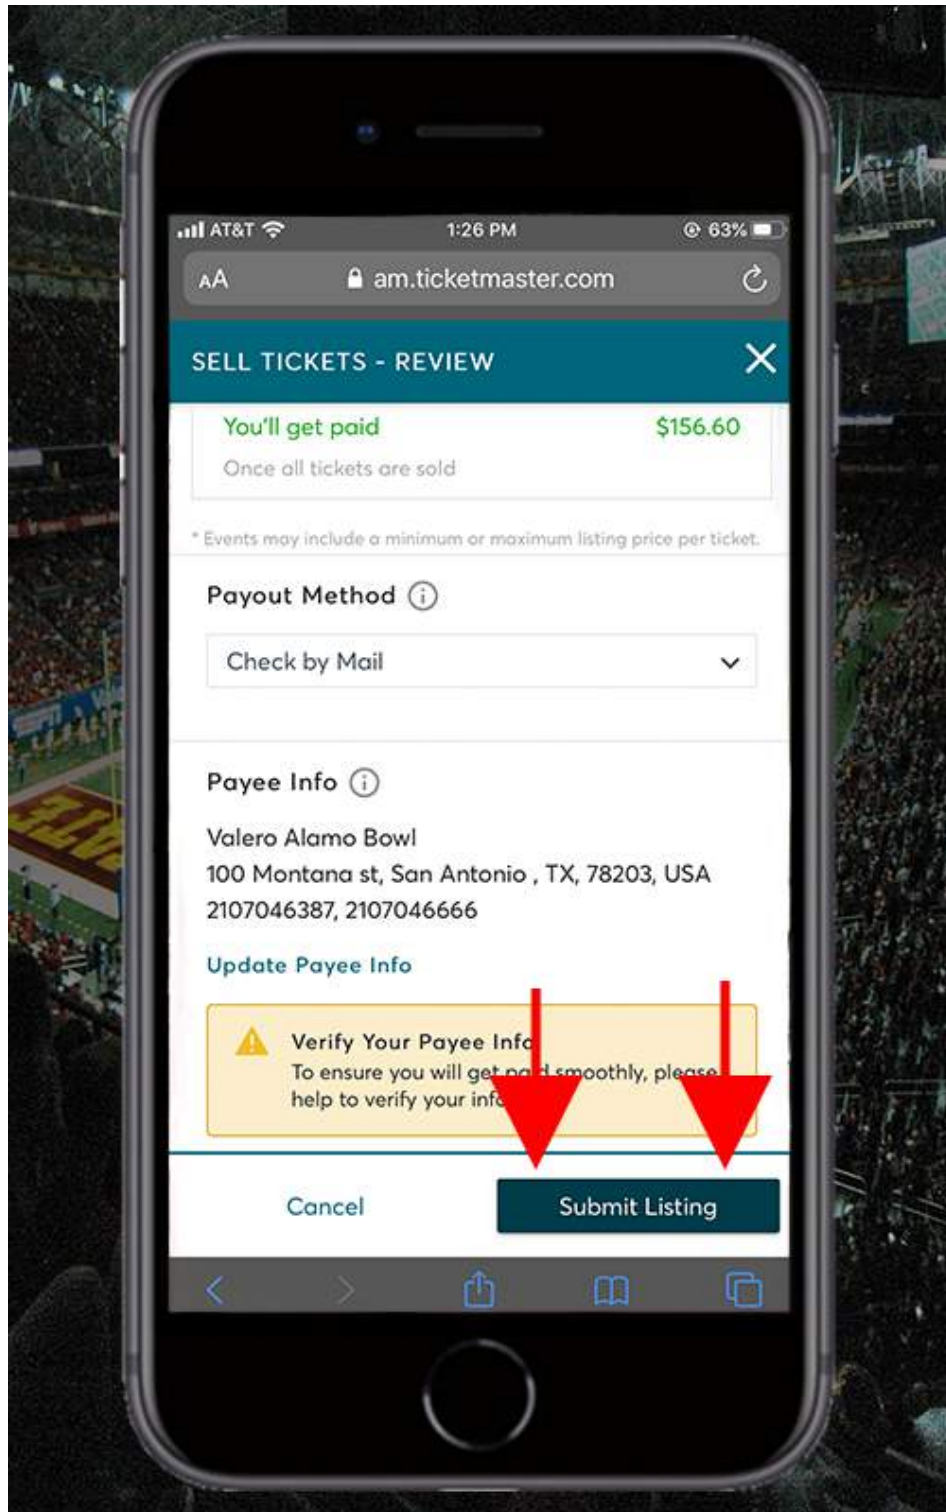 AT&T 1:26 PM 63%
AA am.ticketmaster.com
SELL TICKETS - REVIEW
You'll get paid $156.60
Once all tickets are sold
* Events may include a minimum or maximum listing price per ticket.
Payout Method
Check by Mail
Payee Info
Valero Alamo Bowl
100 Montana st, San Antonio , TX, 78203, USA
2107046387, 2107046666
Update Payee Info
Verify Your Payee Info
To ensure you will get paid smoothly, please
help to verify your info
Cancel Submit Listing